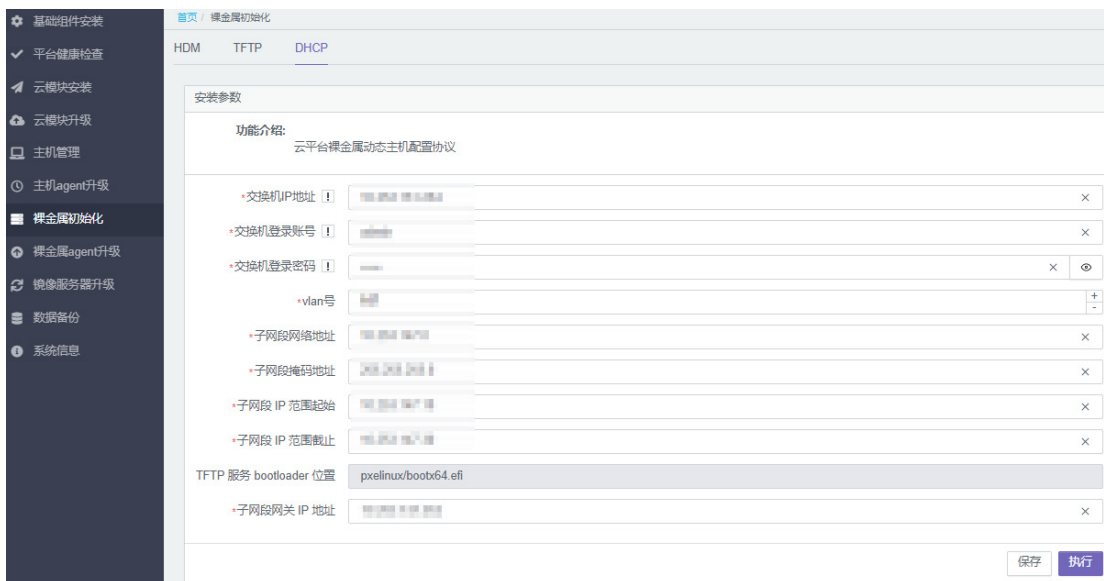 基础组件安装
平台健康检查
云模块安装
云模块升级
主机管理
主机agent升级
裸金属初始化
裸金属agent升级
镜像服务器升级
数据备份
系统信息
首页 / 裸金属初始化
HDM TFTP DHCP
安装参数
功能介绍:
云平台裸金属动态主机配置协议
*交换机IP地址 !
*交换机登录账号 !
*交换机登录密码 !
*vlan号
*子网段网络地址
*子网段掩码地址
*子网段 IP 范围起始
*子网段 IP 范围截止
TFTP 服务 bootloader 位置 pxelinux/bootx64.efi
*子网段网关 IP 地址
保存 执行